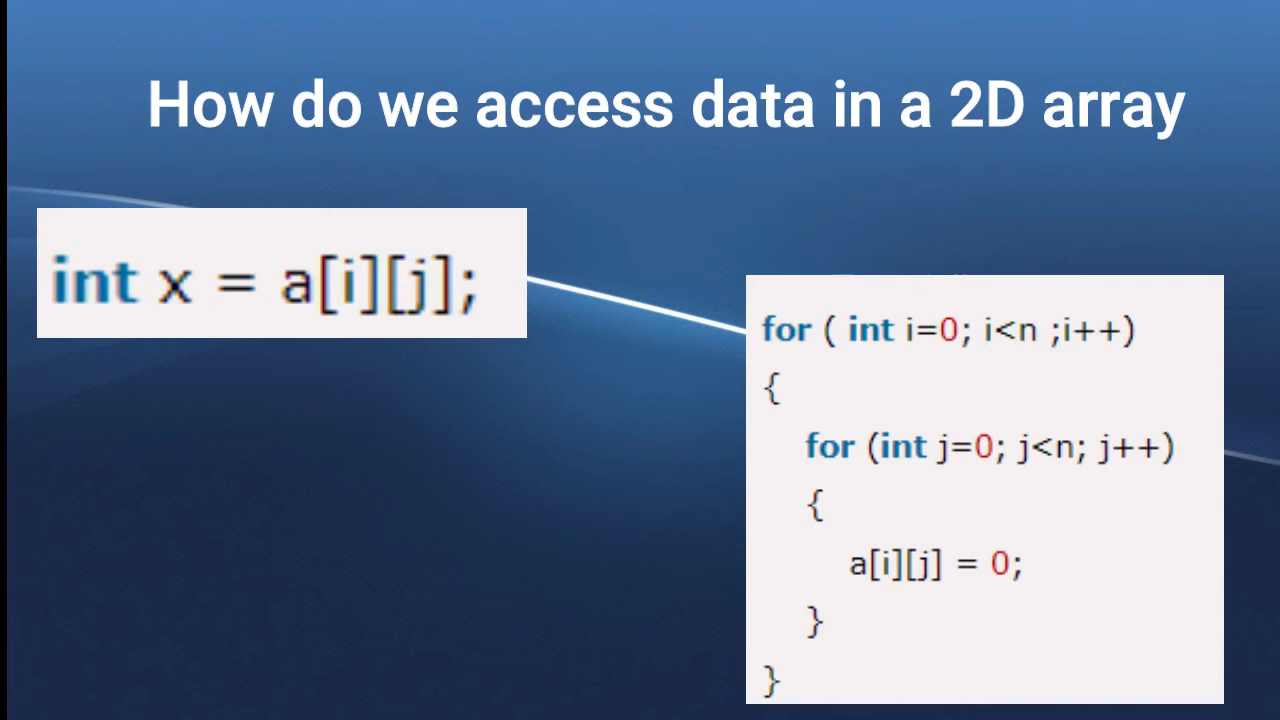 How do we access data in a 2D array
int x = a[i][j];
for ( int i=0; i<n ;i++)
{
for (int j=0; j<n; j++)
{
a[i][j] = 0;
}
}